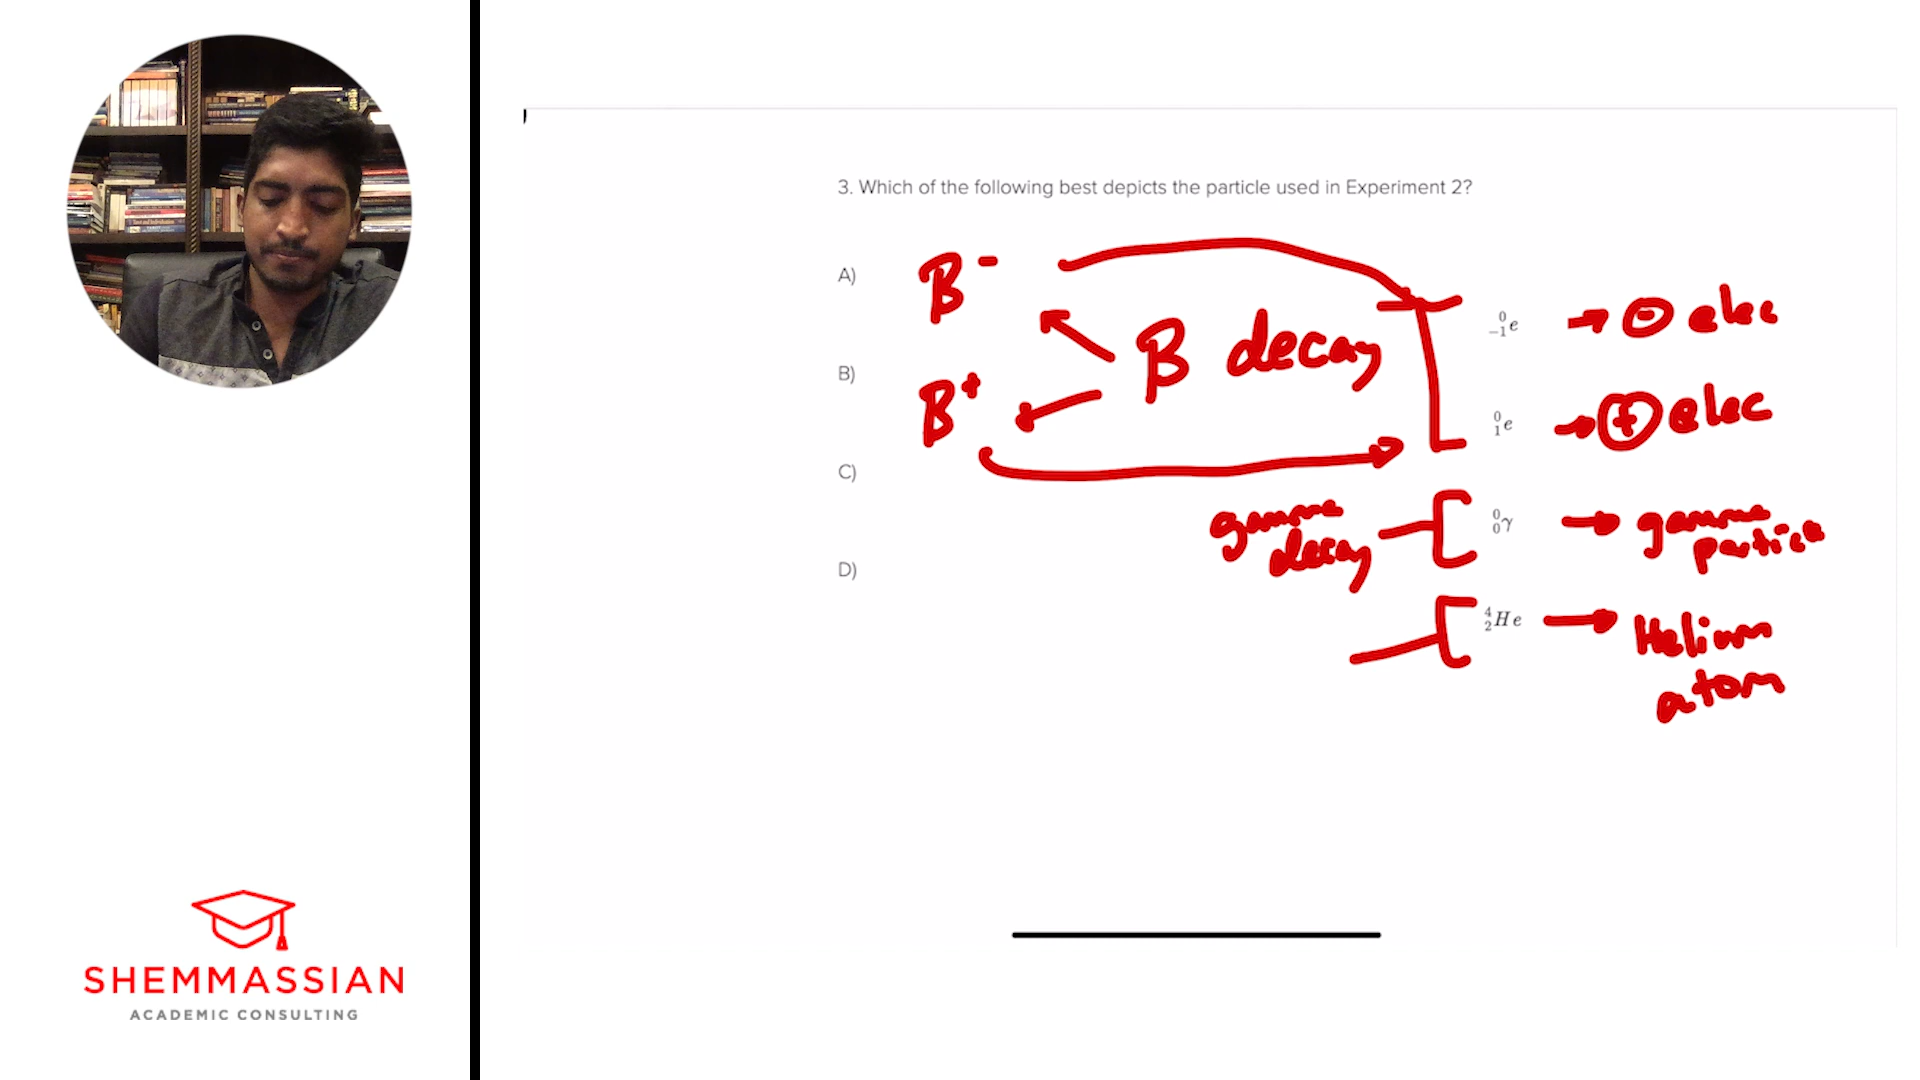 3. Which of the following best depicts the particle used in Experiment 2?
A)
B⁻
⁰₋₁e → ⊖ elec
B decay
B)
B⁺
⁰₁e → ⊕ elec
C)
gamma
decay
⁰₀γ → gamma
particle
D)
⁴₂He → Helium
atom
SHEMMASSIAN
ACADEMIC CONSULTING